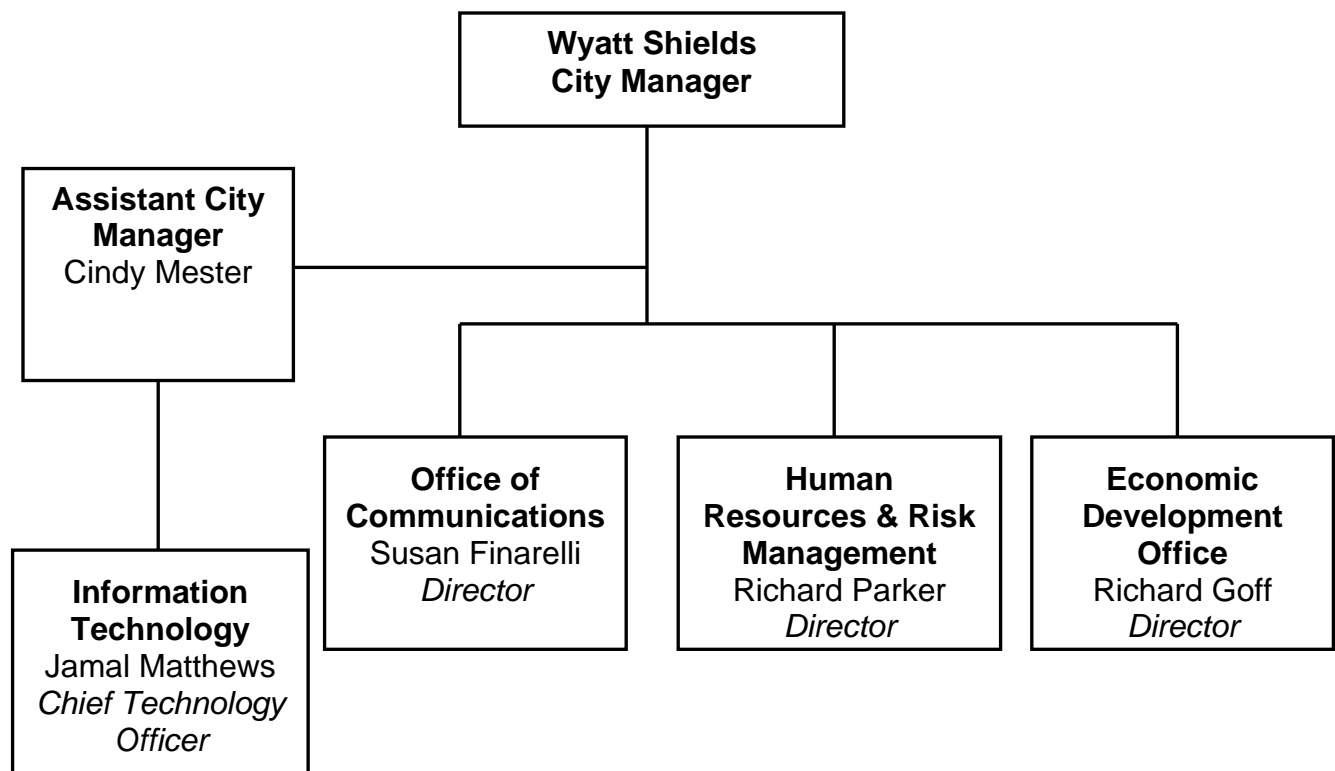 Wyatt Shields
City Manager
Assistant City
Manager
Cindy Mester
Office of
Communications
Susan Finarelli
Director
Human
Resources & Risk
Management
Richard Parker
Director
Economic
Development
Office
Richard Goff
Director
Information
Technology
Jamal Matthews
Chief Technology
Officer